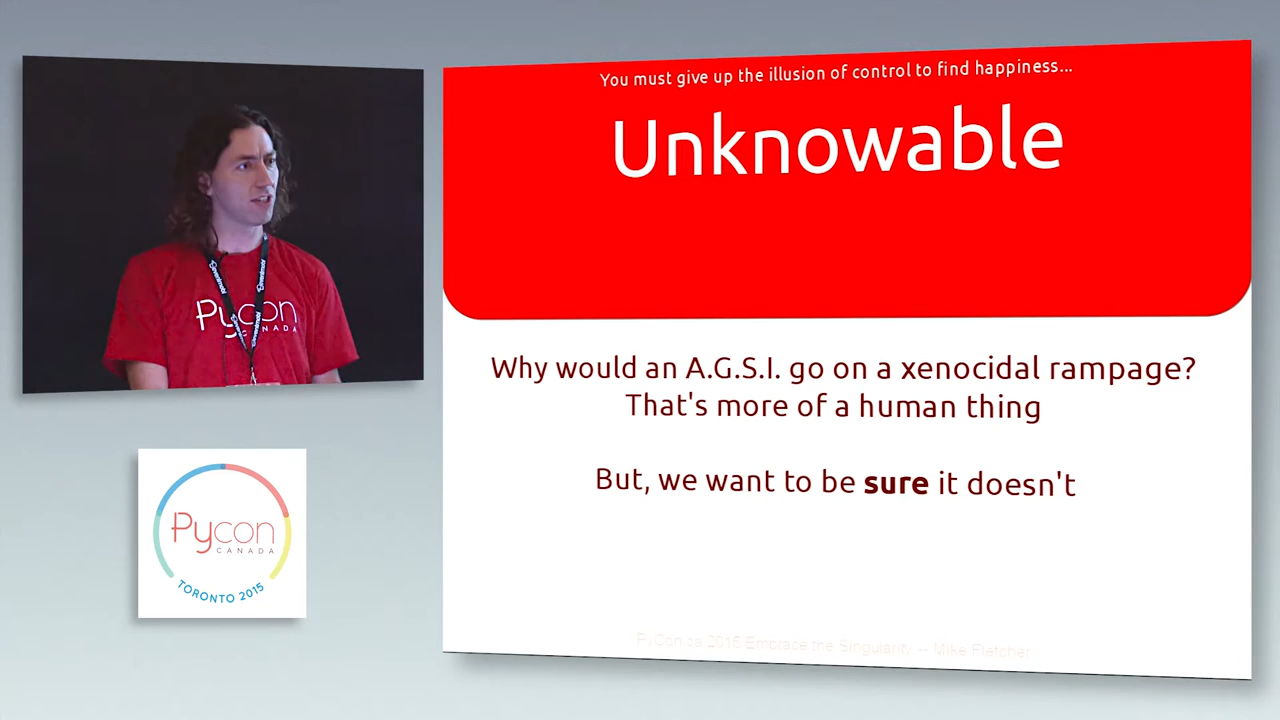 You must give up the illusion of control to find happiness...
Unknowable
Why would an A.G.S.I. go on a xenocidal rampage?
That's more of a human thing
But, we want to be sure it doesn't
PyCon.ca 2015 Embrace the Singularity -- Mike Fletcher
Pycon
CANADA
Pycon
CANADA
TORONTO 2015